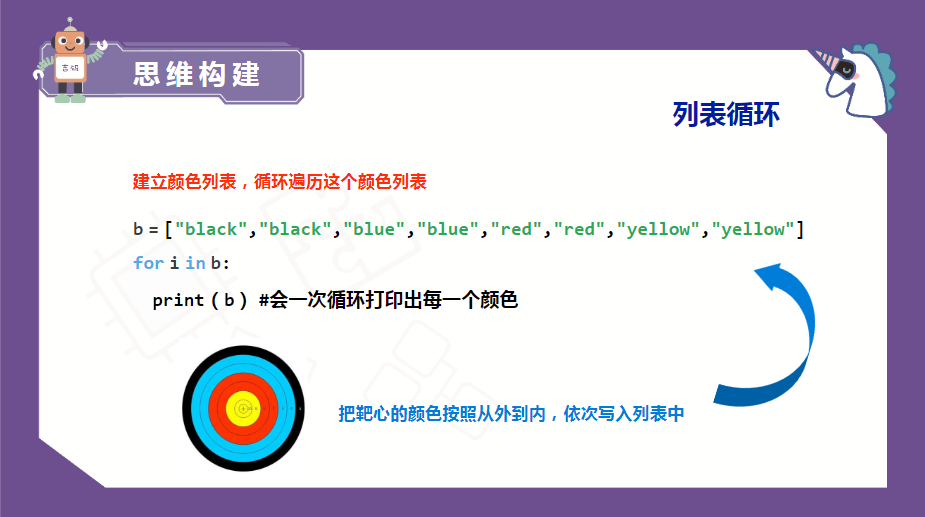 思维构建
列表循环
建立颜色列表，循环遍历这个颜色列表
b = ["black","black","blue","blue","red","red","yellow","yellow"]
for i in b:
print（b） #会一次循环打印出每一个颜色
把靶心的颜色按照从外到内，依次写入列表中